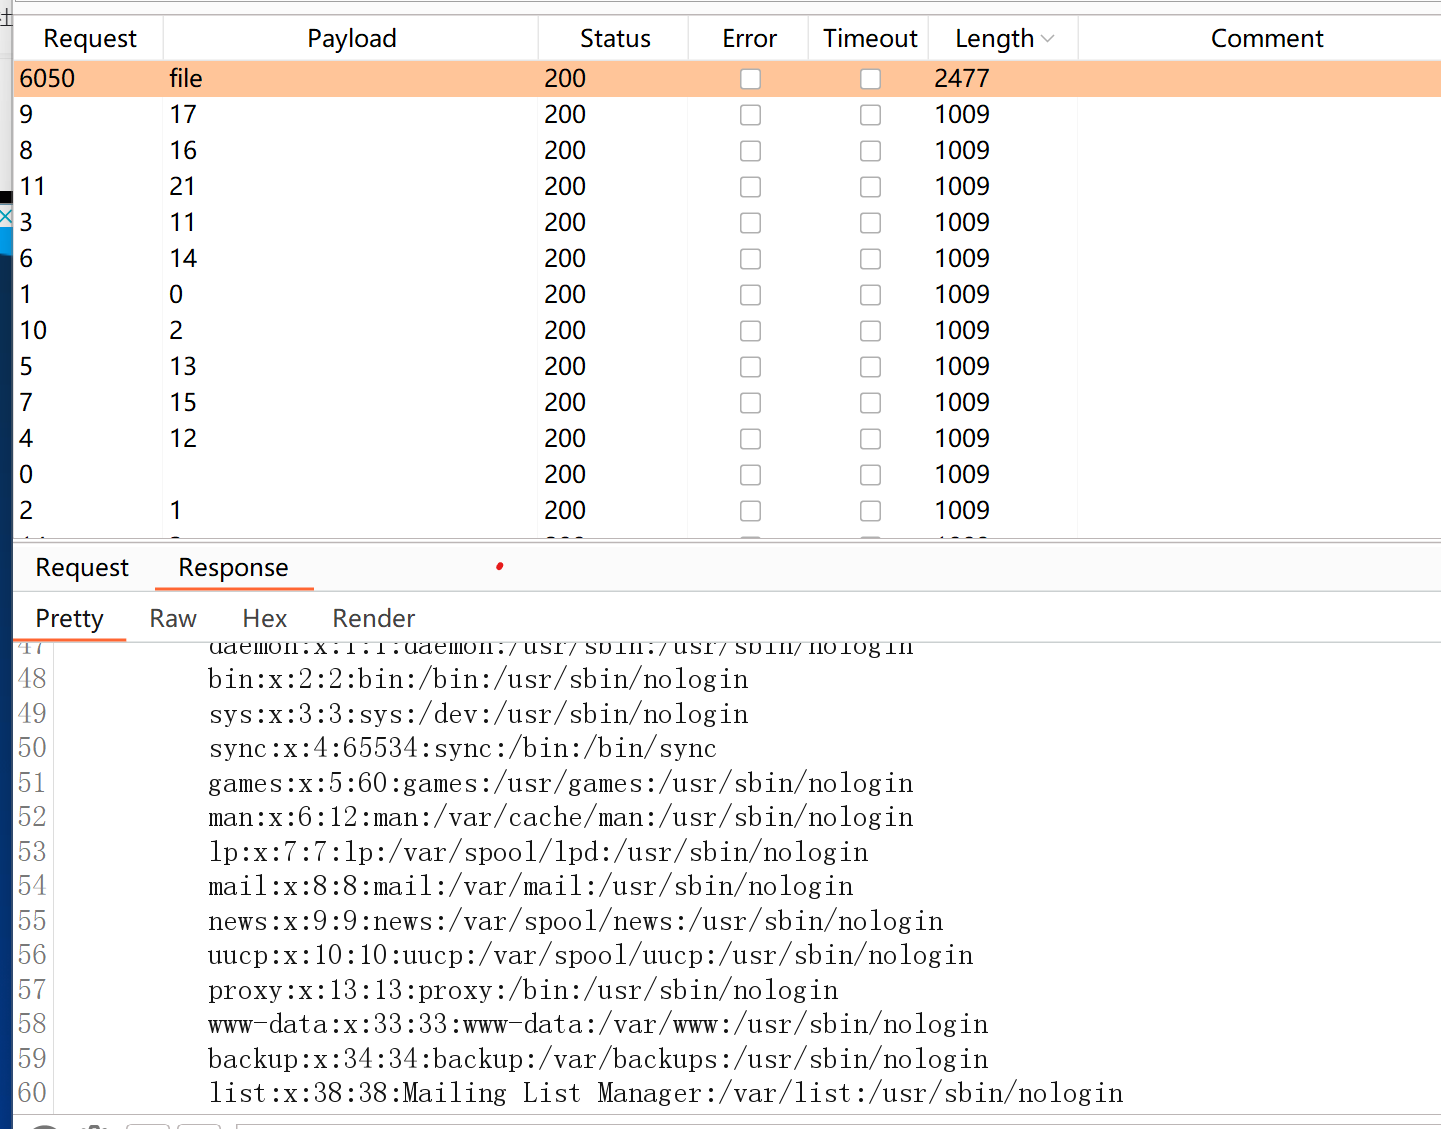 Request Payload Status Error Timeout Length Comment
6050 file 200 2477
9 17 200 1009
8 16 200 1009
11 21 200 1009
3 11 200 1009
6 14 200 1009
1 0 200 1009
10 2 200 1009
5 13 200 1009
7 15 200 1009
4 12 200 1009
0 200 1009
2 1 200 1009
Request Response
Pretty Raw Hex Render
47 daemon:x:1:1:daemon:/usr/sbin:/usr/sbin/nologin
48 bin:x:2:2:bin:/bin:/usr/sbin/nologin
49 sys:x:3:3:sys:/dev:/usr/sbin/nologin
50 sync:x:4:65534:sync:/bin:/bin/sync
51 games:x:5:60:games:/usr/games:/usr/sbin/nologin
52 man:x:6:12:man:/var/cache/man:/usr/sbin/nologin
53 lp:x:7:7:lp:/var/spool/lpd:/usr/sbin/nologin
54 mail:x:8:8:mail:/var/mail:/usr/sbin/nologin
55 news:x:9:9:news:/var/spool/news:/usr/sbin/nologin
56 uucp:x:10:10:uucp:/var/spool/uucp:/usr/sbin/nologin
57 proxy:x:13:13:proxy:/bin:/usr/sbin/nologin
58 www-data:x:33:33:www-data:/var/www:/usr/sbin/nologin
59 backup:x:34:34:backup:/var/backups:/usr/sbin/nologin
60 list:x:38:38:Mailing List Manager:/var/list:/usr/sbin/nologin